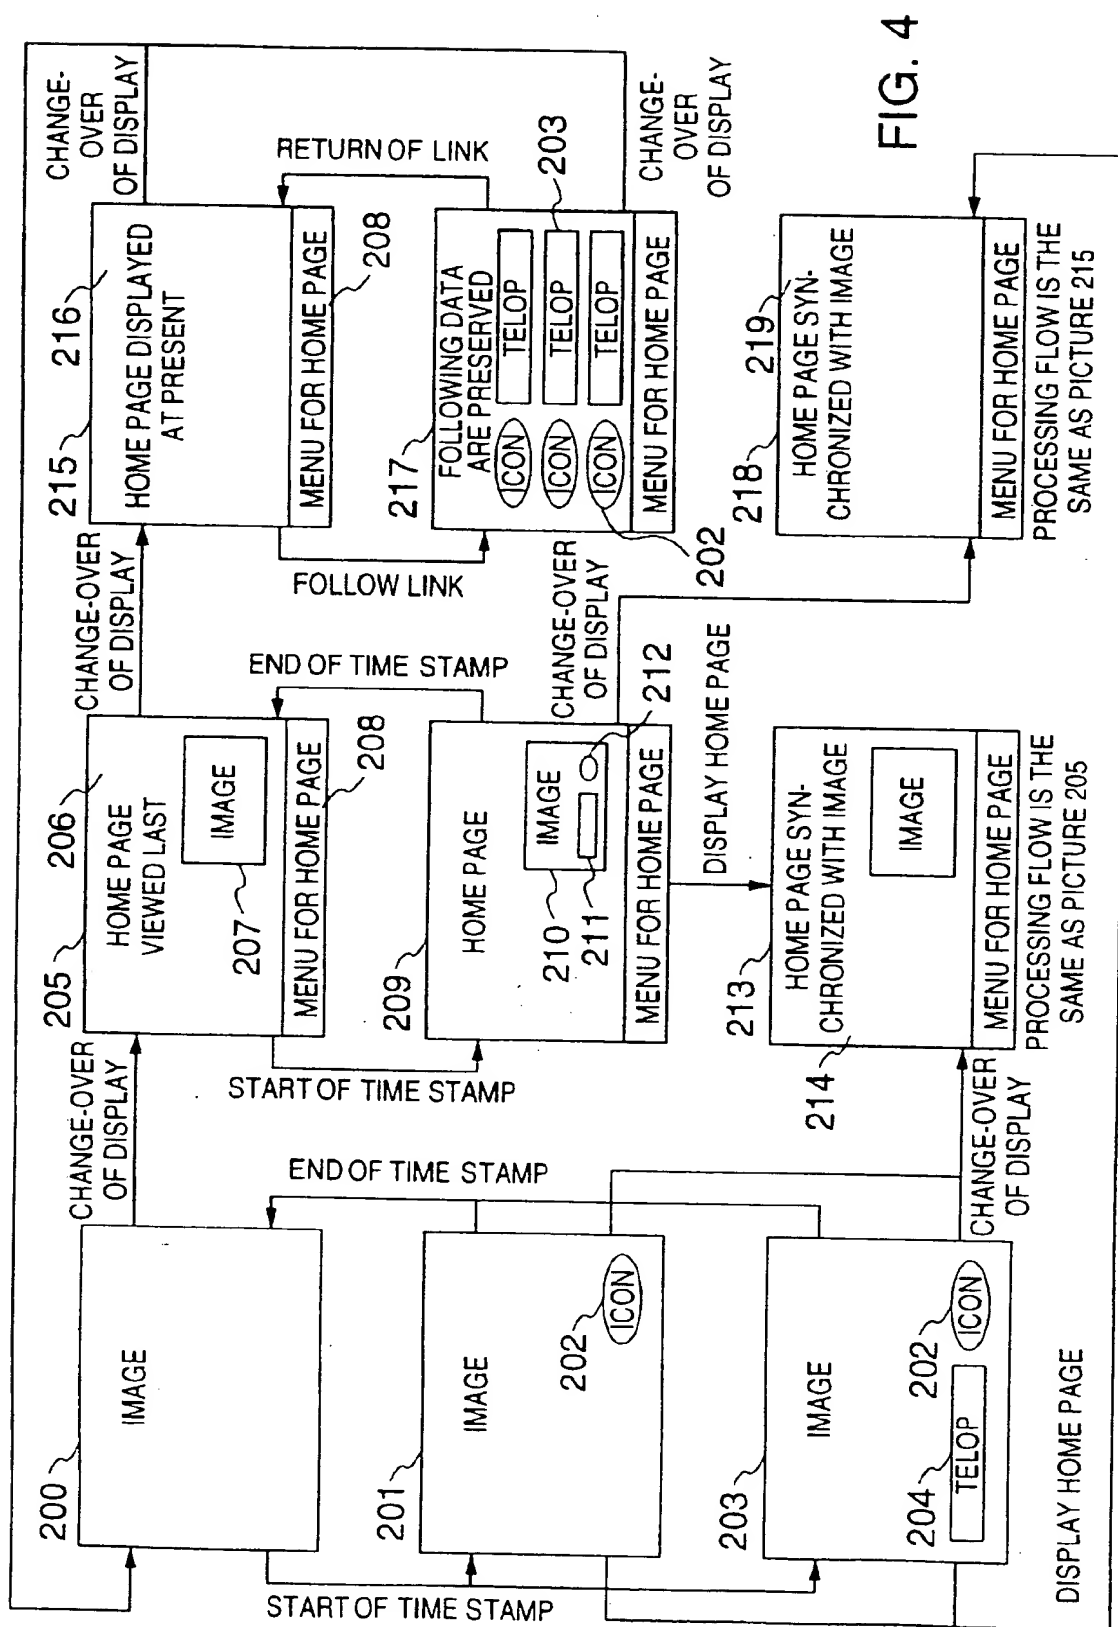 FIG. 4
200
IMAGE
CHANGE-OVER
OF DISPLAY
205
206
HOME PAGE
VIEWED LAST
IMAGE
207
MENU FOR HOME PAGE
208
CHANGE-OVER
OF DISPLAY
215
216
HOME PAGE DISPLAYED
AT PRESENT
MENU FOR HOME PAGE
208
CHANGE-
OVER
OF DISPLAY
START OF TIME STAMP
END OF TIME STAMP
START OF TIME STAMP
END OF TIME STAMP
FOLLOW LINK
RETURN OF LINK
201
IMAGE
202
ICON
209
HOME PAGE
210
IMAGE
211
212
MENU FOR HOME PAGE
CHANGE-OVER
OF DISPLAY
217
FOLLOWING DATA
ARE PRESERVED
ICON
TELOP
ICON
TELOP
ICON
TELOP
203
MENU FOR HOME PAGE
202
CHANGE-
OVER
OF DISPLAY
DISPLAY HOME PAGE
203
IMAGE
204
TELOP
202
ICON
CHANGE-OVER
OF DISPLAY
213
HOME PAGE SYN-
CHRONIZED WITH IMAGE
214
IMAGE
MENU FOR HOME PAGE
PROCESSING FLOW IS THE
SAME AS PICTURE 205
218
219
HOME PAGE SYN-
CHRONIZED WITH IMAGE
MENU FOR HOME PAGE
PROCESSING FLOW IS THE
SAME AS PICTURE 215
DISPLAY HOME PAGE